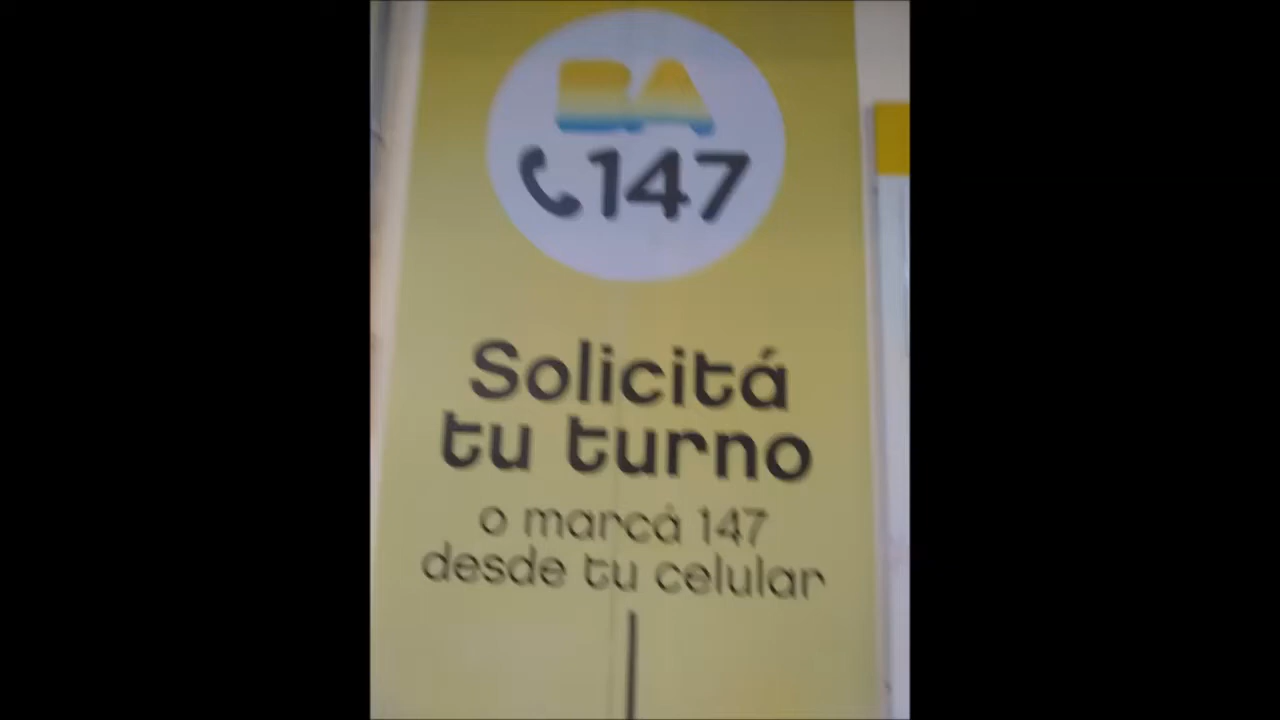 BA
147
Solicitá
tu turno
o marcá 147
desde tu celular